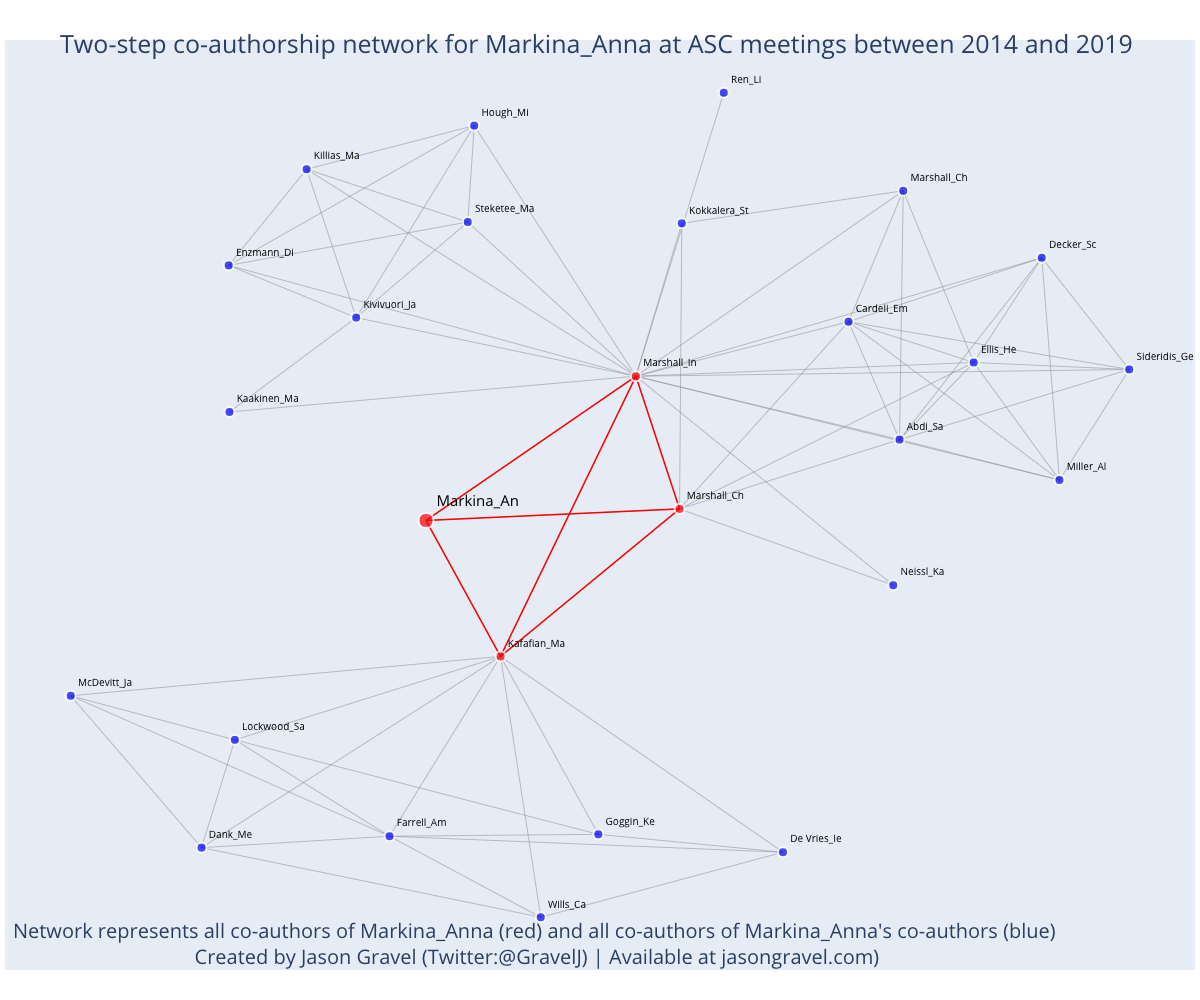 Two-step co-authorship network for Markina_Anna at ASC meetings between 2014 and 2019
Ren_Li
Hough_Mi
Killias_Ma
Marshall_Ch
Steketee_Ma
Kokkalera_St
Decker_Sc
Enzmann_Di
Kivivuori_Ja
Cardeli_Em
Ellis_He
Sideridis_Ge
Marshall_In
Kaakinen_Ma
Abdi_Sa
Miller_Al
Markina_An
Marshall_Ch
Neissl_Ka
Kafafian_Ma
McDevitt_Ja
Lockwood_Sa
Farrell_Am
Goggin_Ke
Dank_Me
De Vries_Ie
Wills_Ca
Network represents all co-authors of Markina_Anna (red) and all co-authors of Markina_Anna's co-authors (blue)
Created by Jason Gravel (Twitter:@GravelJ) | Available at jasongravel.com)